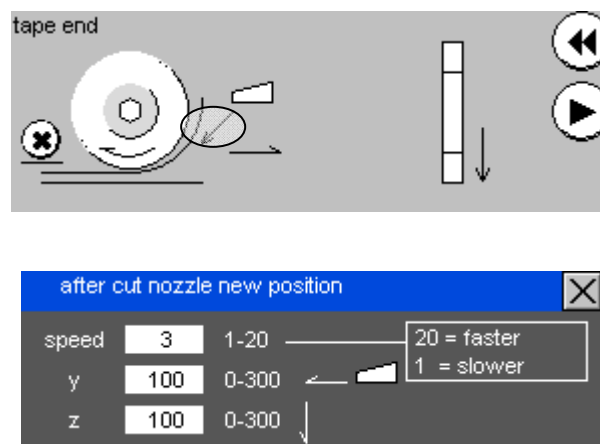 tape end
after cut nozzle new position
speed 3 1-20 20 = faster
1 = slower
y 100 0-300
z 100 0-300